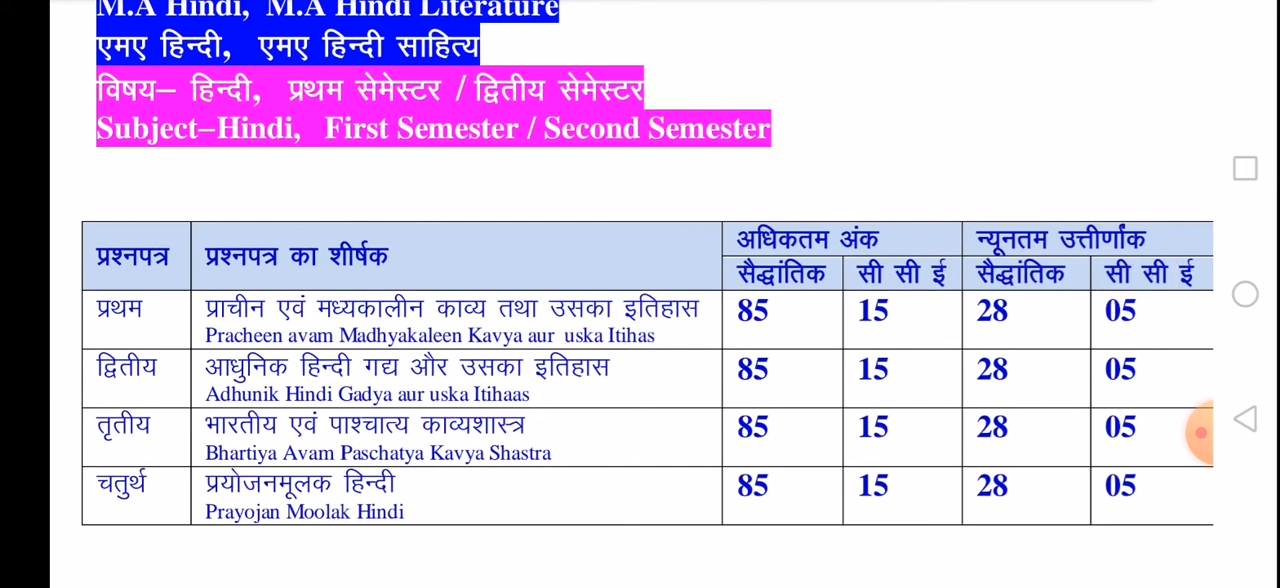 M.A Hindi, M.A Hindi Literature
एमए हिन्दी, एमए हिन्दी साहित्य
विषय– हिन्दी, प्रथम सेमेस्टर / द्वितीय सेमेस्टर
Subject–Hindi, First Semester / Second Semester
प्रश्नपत्र प्रश्नपत्र का शीर्षक अधिकतम अंक न्यूनतम उत्तीर्णांक
सैद्धांतिक सी सी ई सैद्धांतिक सी सी ई
प्रथम प्राचीन एवं मध्यकालीन काव्य तथा उसका इतिहास 85 15 28 05
Pracheen avam Madhyakaleen Kavya aur uska Itihas
द्वितीय आधुनिक हिन्दी गद्य और उसका इतिहास 85 15 28 05
Adhunik Hindi Gadya aur uska Itihaas
तृतीय भारतीय एवं पाश्चात्य काव्यशास्त्र 85 15 28 05
Bhartiya Avam Paschatya Kavya Shastra
चतुर्थ प्रयोजनमूलक हिन्दी 85 15 28 05
Prayojan Moolak Hindi